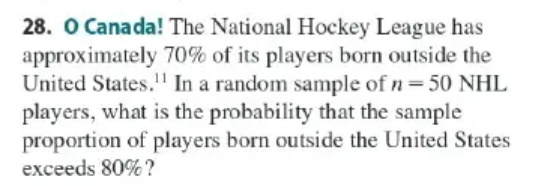 28. O Canada! The National Hockey League has
approximately 70% of its players born outside the
United States.¹¹ In a random sample of n = 50 NHL
players, what is the probability that the sample
proportion of players born outside the United States
exceeds 80%?